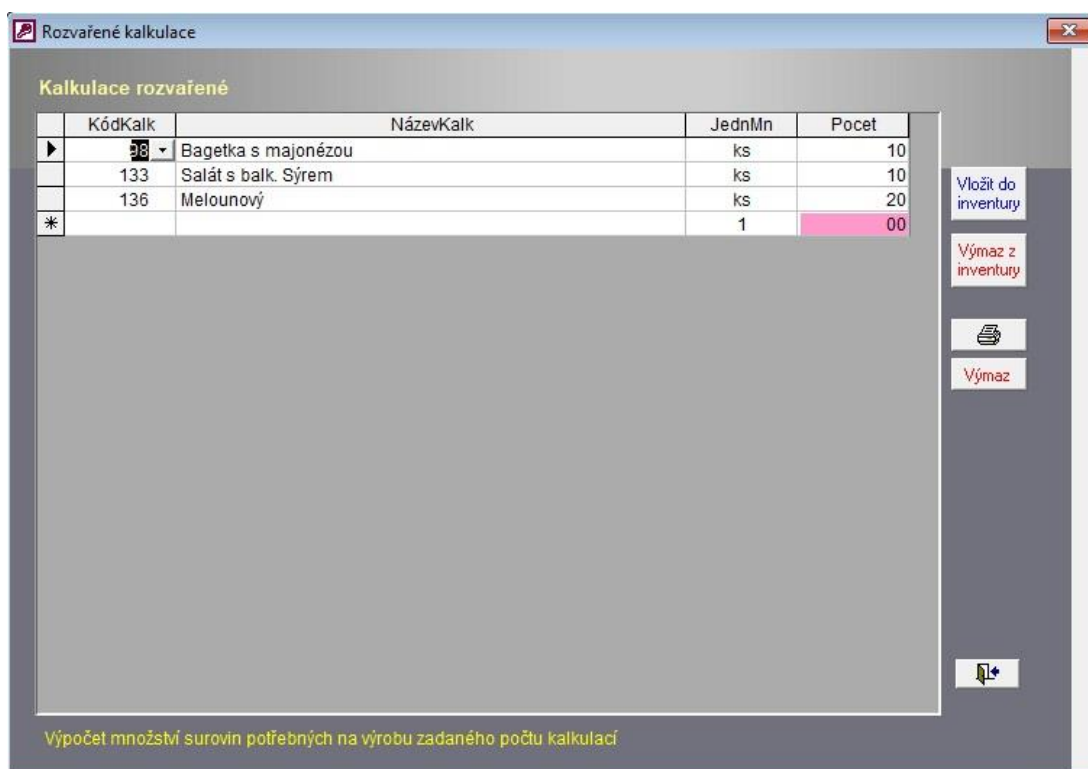 Rozvařené kalkulace
Kalkulace rozvařené
KódKalk NázevKalk JednMn Pocet
98 Bagetka s majonézou ks 10
133 Salát s balk. Sýrem ks 10
136 Melounový ks 20
* 1 00
Vložit do
inventury
Výmaz z
inventury
Výmaz
Výpočet množství surovin potřebných na výrobu zadaného počtu kalkulací